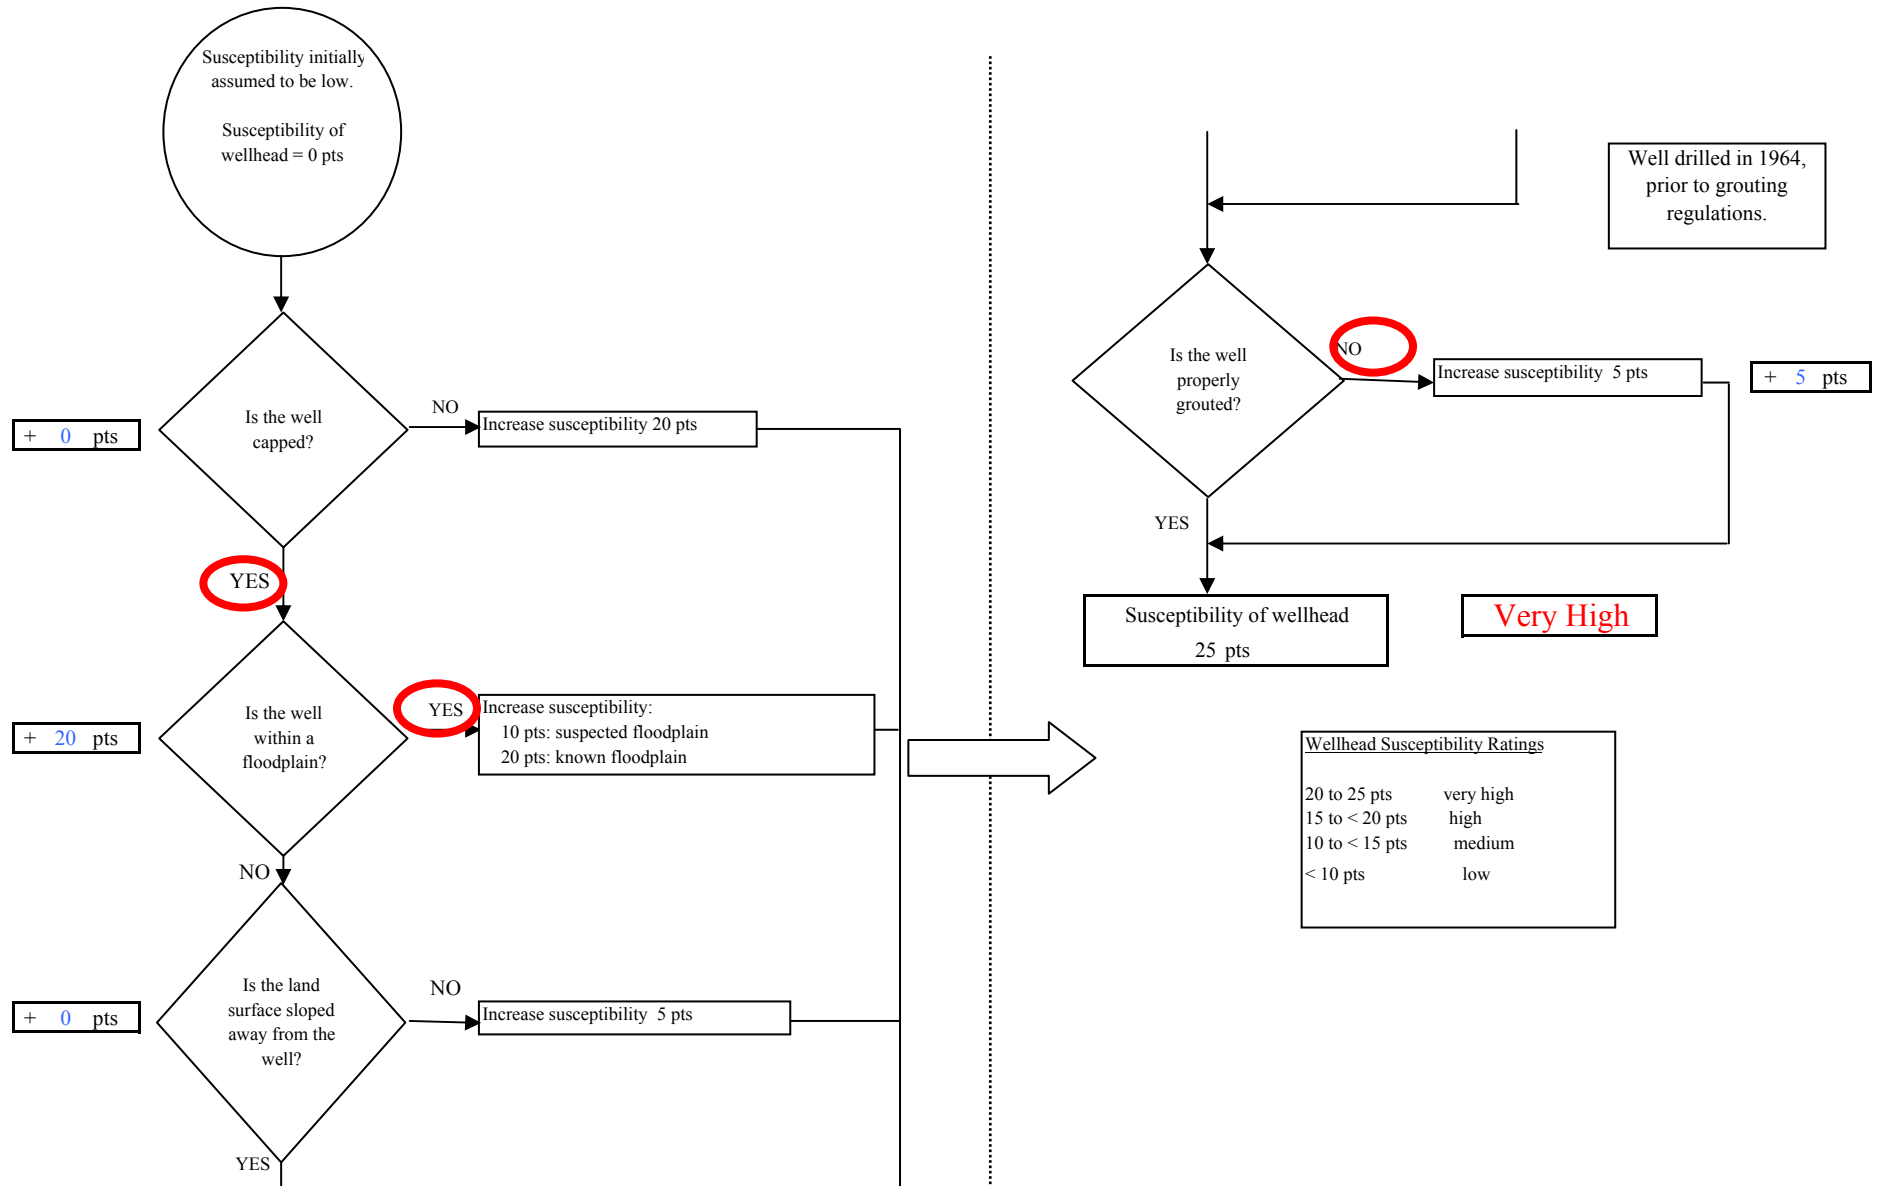 Susceptibility initially
assumed to be low.
Susceptibility of
wellhead = 0 pts
Is the well
capped?
+ 0 pts
NO
Increase susceptibility 20 pts
YES
Is the well
within a
floodplain?
+ 20 pts
YES
Increase susceptibility:
10 pts: suspected floodplain
20 pts: known floodplain
NO
Is the land
surface sloped
away from the
well?
+ 0 pts
NO
Increase susceptibility 5 pts
YES
Well drilled in 1964,
prior to grouting
regulations.
Is the well
properly
grouted?
NO
Increase susceptibility 5 pts
+ 5 pts
YES
Susceptibility of wellhead
25 pts
Very High
Wellhead Susceptibility Ratings
20 to 25 pts very high
15 to < 20 pts high
10 to < 15 pts medium
< 10 pts low